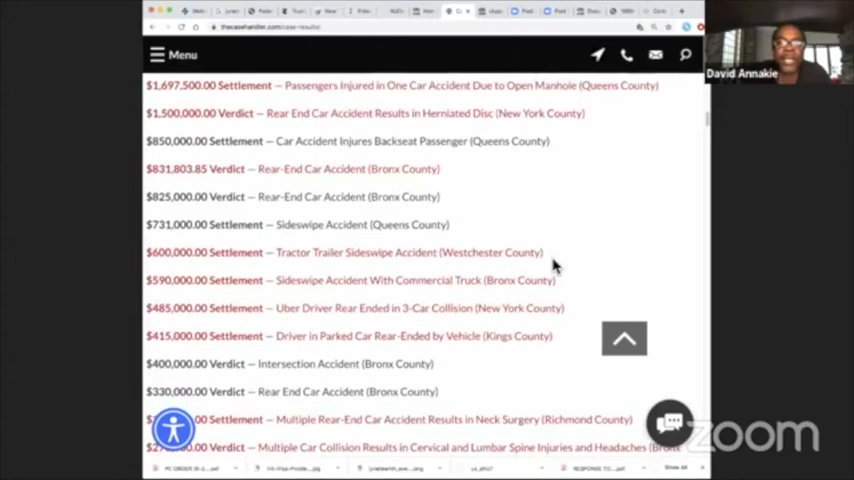 thecasehandler.com/case-results/
Menu
David Annakie
$1,697,500.00 Settlement — Passengers Injured in One Car Accident Due to Open Manhole (Queens County)
$1,500,000.00 Verdict — Rear End Car Accident Results in Herniated Disc (New York County)
$850,000.00 Settlement — Car Accident Injures Backseat Passenger (Queens County)
$831,803.85 Verdict — Rear-End Car Accident (Bronx County)
$825,000.00 Verdict — Rear-End Car Accident (Bronx County)
$731,000.00 Settlement — Sideswipe Accident (Queens County)
$600,000.00 Settlement — Tractor Trailer Sideswipe Accident (Westchester County)
$590,000.00 Settlement — Sideswipe Accident With Commercial Truck (Bronx County)
$485,000.00 Settlement — Uber Driver Rear Ended in 3-Car Collision (New York County)
$415,000.00 Settlement — Driver in Parked Car Rear-Ended by Vehicle (Kings County)
$400,000.00 Verdict — Intersection Accident (Bronx County)
$330,000.00 Verdict — Rear End Car Accident (Bronx County)
Settlement — Multiple Rear-End Car Accident Results in Neck Surgery (Richmond County)
Verdict — Multiple Car Collision Results in Cervical and Lumbar Spine Injuries and Headaches (Bronx
zoom
Show All